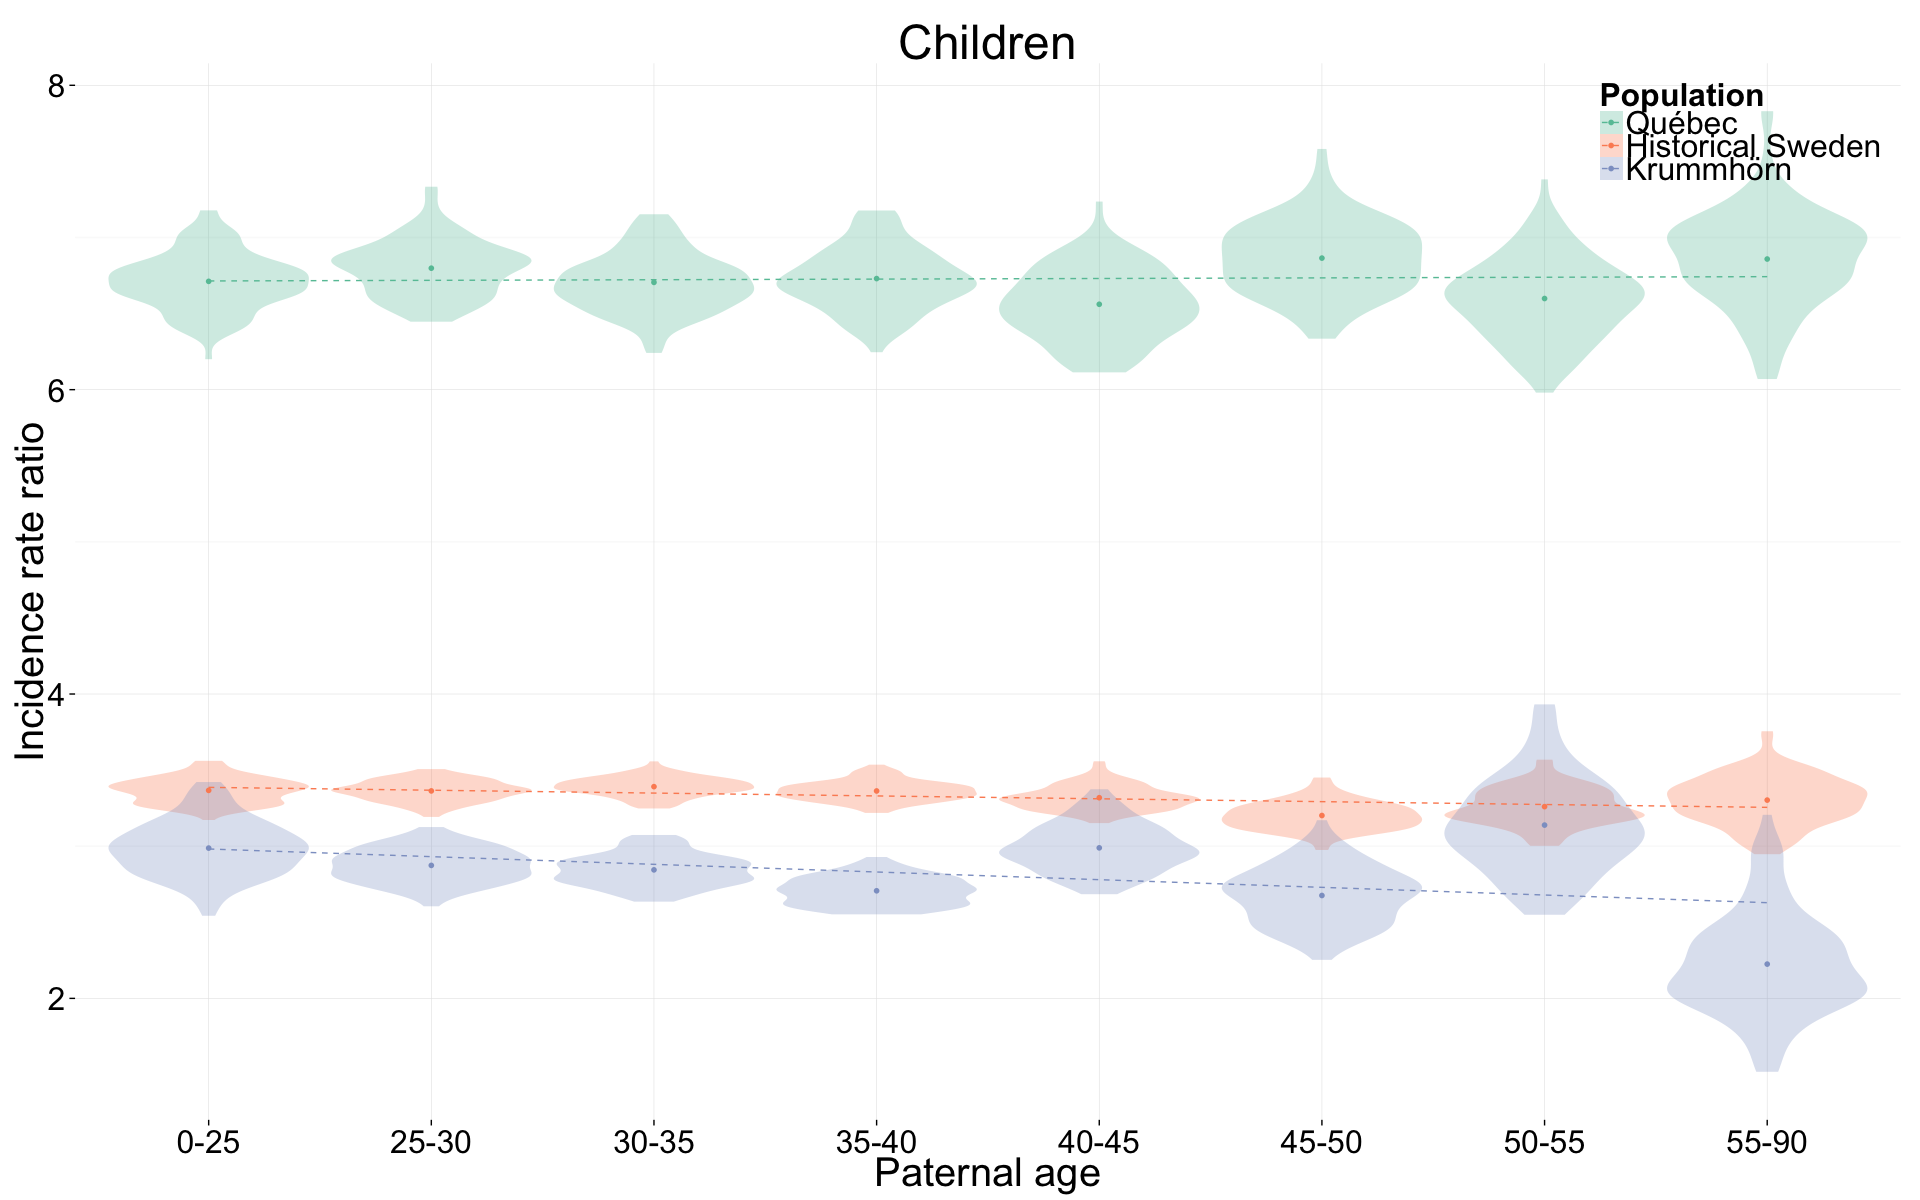 Children
Population
Québec
Historical Sweden
Krummhörn
Incidence rate ratio
8
6
4
2
0-25 25-30 30-35 35-40 40-45 45-50 50-55 55-90
Paternal age